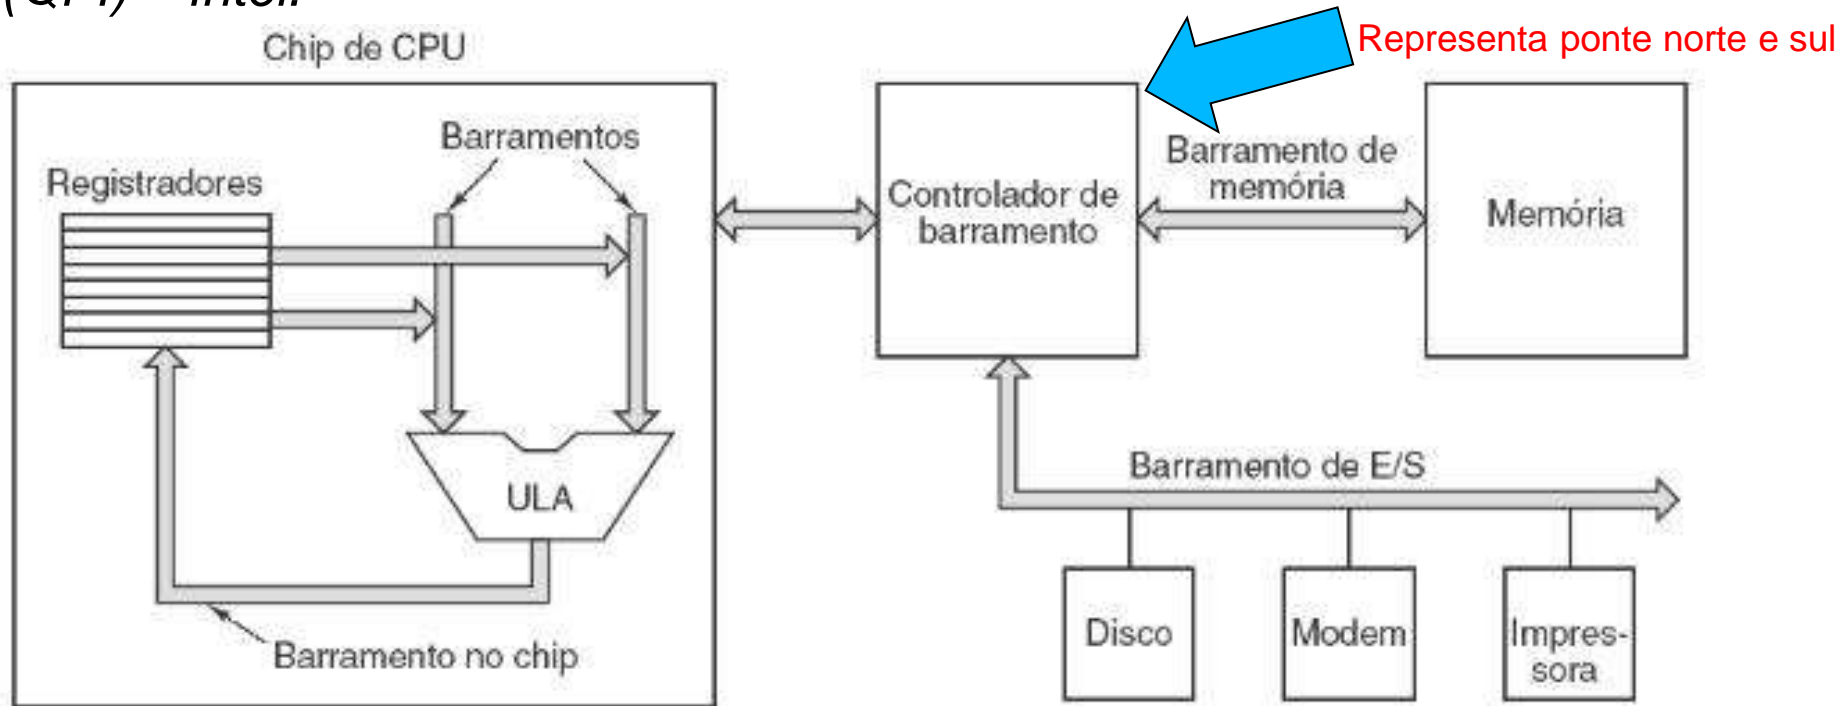 Representa ponte norte e sul
Chip de CPU
Barramentos
Registradores
ULA
Barramento no chip
Controlador de
barramento
Barramento de
memória
Memória
Barramento de E/S
Disco
Modem
Impres-
sora